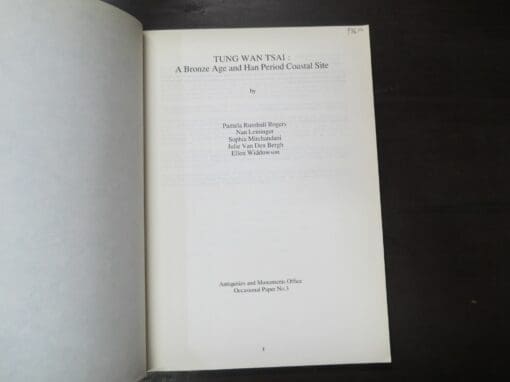 TUNG WAN TSAI :
A Bronze Age and Han Period Coastal Site
by
Pamela Rumball Rogers
Nan Leininger
Sophia Mirchandani
Julie Van Den Bergh
Ellen Widdowson
Antiquities and Monuments Office
Occasional Paper No.3